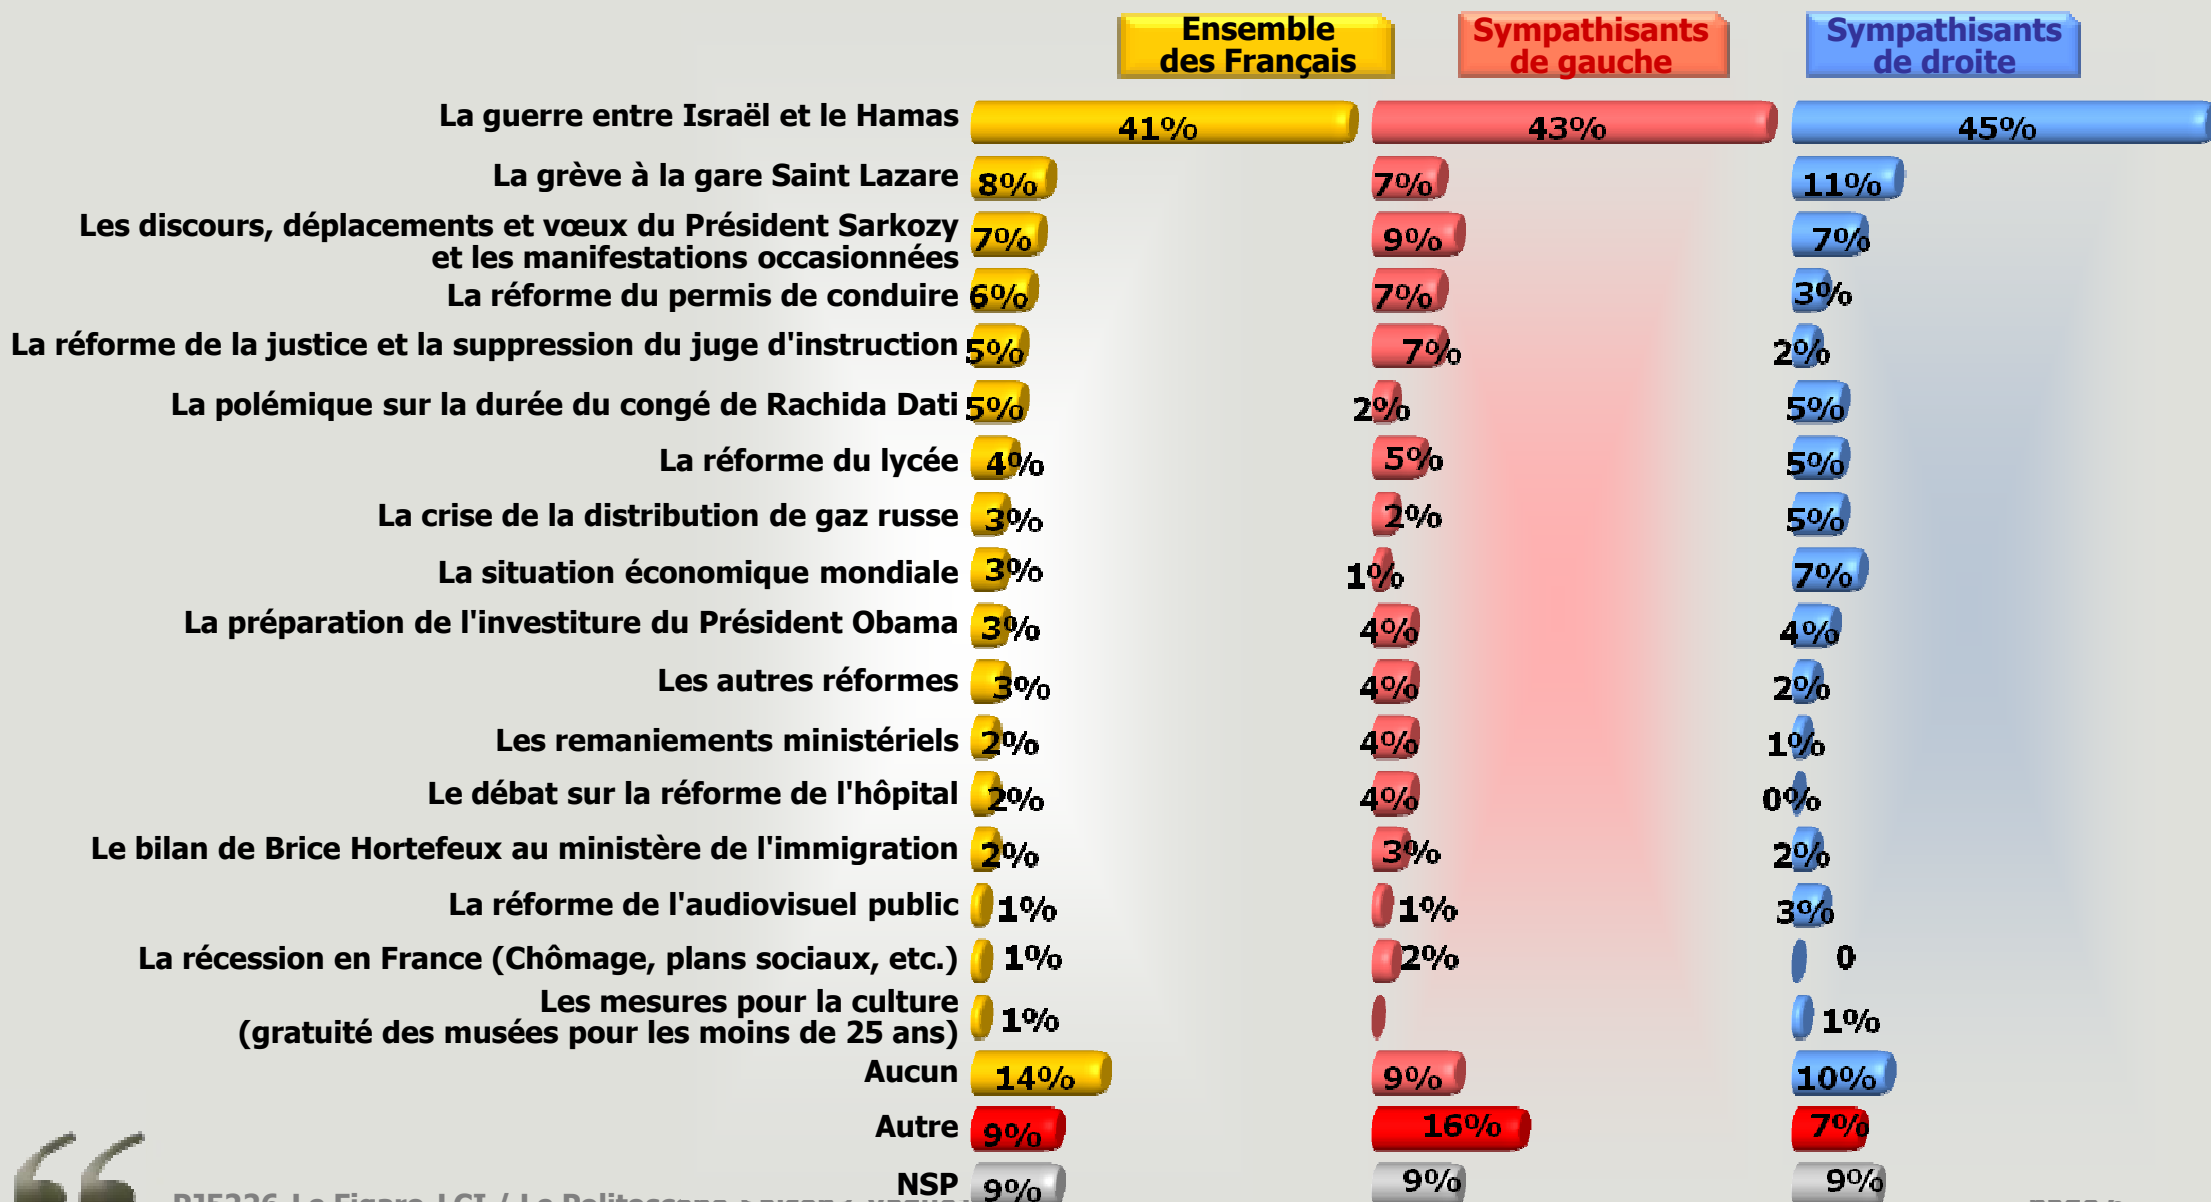 Ensemble
des Français
Sympathisants
de gauche
Sympathisants
de droite
La guerre entre Israël et le Hamas 41% 43% 45%
La grève à la gare Saint Lazare 8% 7% 11%
Les discours, déplacements et vœux du Président Sarkozy
et les manifestations occasionnées 7% 9% 7%
La réforme du permis de conduire 6% 7% 3%
La réforme de la justice et la suppression du juge d'instruction 5% 7% 2%
La polémique sur la durée du congé de Rachida Dati 5% 2% 5%
La réforme du lycée 4% 5% 5%
La crise de la distribution de gaz russe 3% 2% 5%
La situation économique mondiale 3% 1% 7%
La préparation de l'investiture du Président Obama 3% 4% 4%
Les autres réformes 3% 4% 2%
Les remaniements ministériels 2% 4% 1%
Le débat sur la réforme de l'hôpital 2% 4% 0%
Le bilan de Brice Hortefeux au ministère de l'immigration 2% 3% 2%
La réforme de l'audiovisuel public 1% 1% 3%
La récession en France (Chômage, plans sociaux, etc.) 1% 2% 0
Les mesures pour la culture
(gratuité des musées pour les moins de 25 ans) 1% 1%
Aucun 14% 9% 10%
Autre 9% 16% 7%
NSP 9% 9% 9%